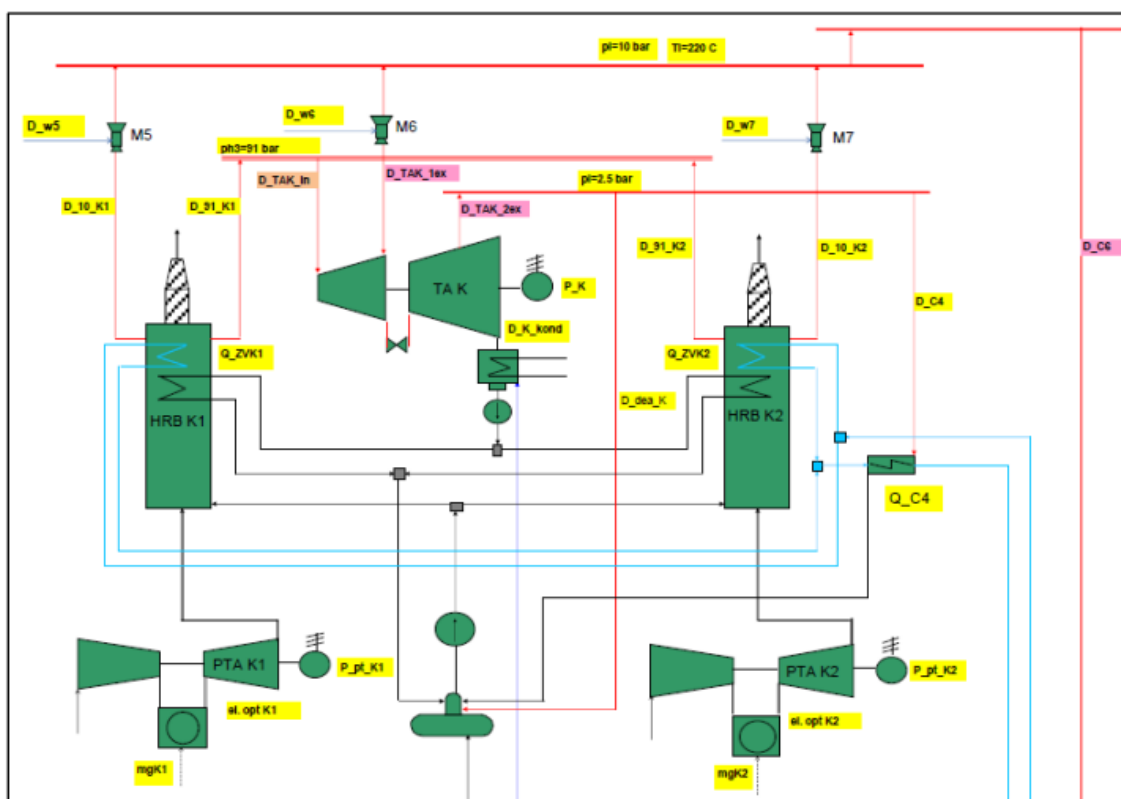 pI=10 bar TI=220 C
D_w5
M5
D_w6
M6
D_w7
M7
ph3=91 bar
D_TAK_in
D_TAK_1ex
pI=2.5 bar
D_10_K1
D_91_K1
D_TAK_2ex
D_91_K2
D_10_K2
D_C6
TA K
P_K
D_C4
D_K_kond
Q_ZVK1
Q_ZVK2
D_dea_K
HRB K1
HRB K2
Q_C4
PTA K1
P_pt_K1
PTA K2
P_pt_K2
el. opt K1
el. opt K2
mgK1
mgK2